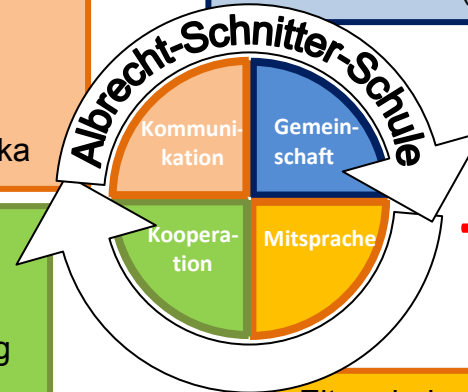 Albrecht-Schnitter-Schule
Kommuni-
kation
Gemein-
schaft
ka
Koopera-
tion
Mitsprache
g